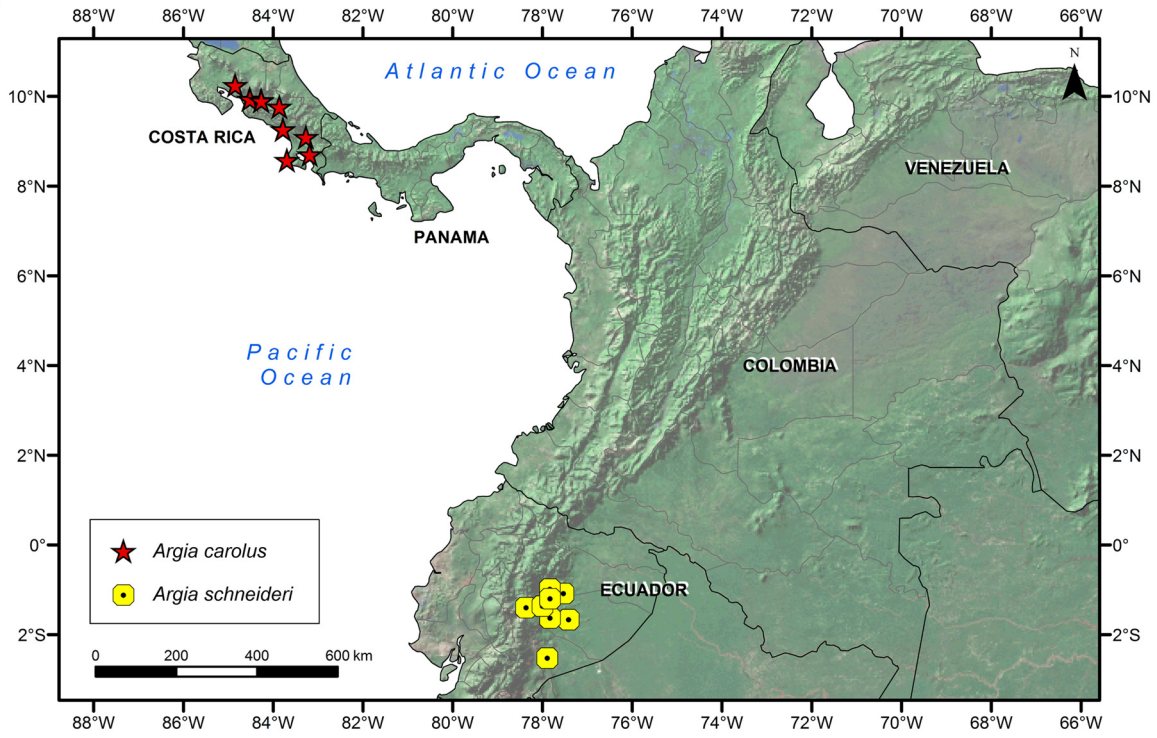 88°W 86°W 84°W 82°W 80°W 78°W 76°W 74°W 72°W 70°W 68°W 66°W
N
Atlantic Ocean
10°N 10°N
COSTA RICA
VENEZUELA
8°N 8°N
PANAMA
6°N 6°N
Pacific
Ocean
4°N 4°N
COLOMBIA
2°N 2°N
Argia carolus
0° 0°
Argia schneideri
ECUADOR
2°S 2°S
0 200 400 600 km
88°W 86°W 84°W 82°W 80°W 78°W 76°W 74°W 72°W 70°W 68°W 66°W